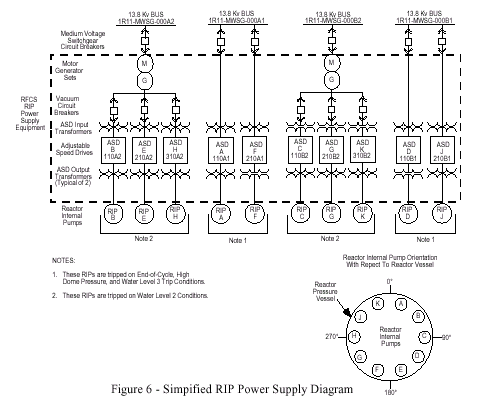 13.8 Kv BUS 13.8 Kv BUS 13.8 Kv BUS 13.8 Kv BUS
1R11-MWSG-000A2 1R11-MWSG-000A1 1R11-MWSG-000B2 1R11-MWSG-000B1
Medium Voltage
Switchgear
Circuit Breakers
Motor
Generator
Sets
M M
G G
RFCS
RIP
Power
Supply
Equipment
Vacuum
Circuit
Breakers
ASD Input
Transformers
Adjustable
Speed Drives
ASD B 110A2
ASD E 210A2
ASD H 310A2
ASD A 110A1
ASD F 210A1
ASD C 110B2
ASD G 210B2
ASD K 310B2
ASD D 110B1
ASD J 210B1
ASD Output
Transformers
(Typical of 2)
Reactor
Internal
Pumps
RIP B
RIP E
RIP H
RIP A
RIP F
RIP C
RIP G
RIP K
RIP D
RIP J
Note 2 Note 1 Note 2 Note 1
NOTES:
1. These RIPs are tripped on End-of-Cycle, High
Dome Pressure, and Water Level 3 Trip Conditions.
2. These RIPs are tripped on Water Level 2 Conditions.
Reactor Internal Pump Orientation
With Repect To Reactor Vessel
0°
Reactor
Pressure
Vessel
K A
J B
270° H C 90°
Reactor
Internal
Pumps
G D
F E
180°
Figure 6 - Simpified RIP Power Supply Diagram